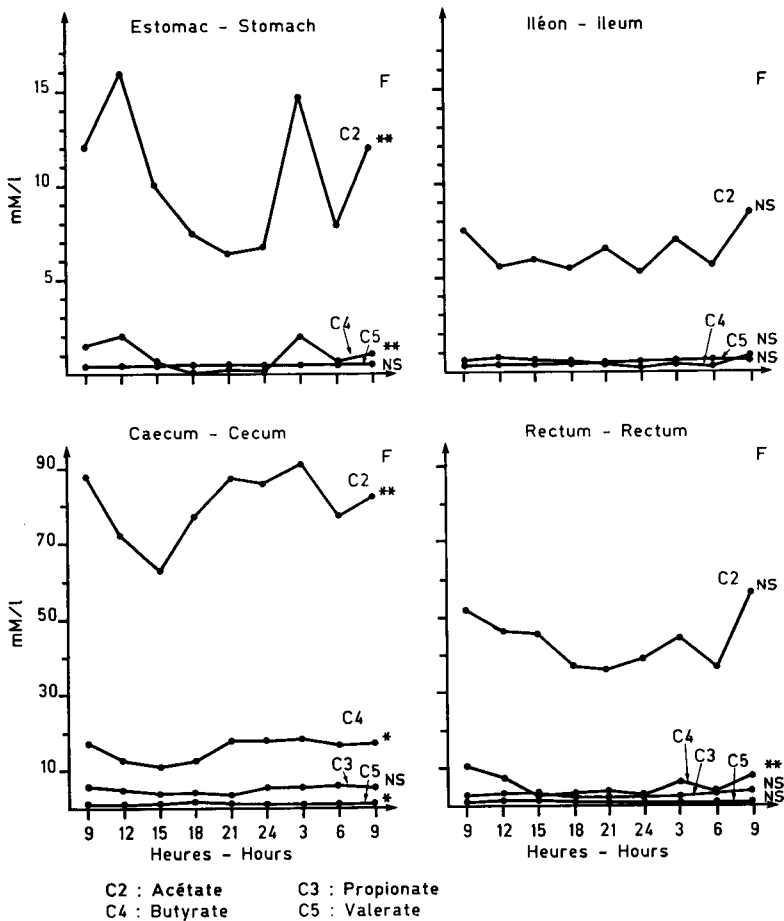 Estomac - Stomach
Iléon - ileum
15
F
F
C2 **
C2 NS
mM/l
10
5
C4
C5
**
NS
C4
C5
NS
NS
NS
Caecum - Cecum
Rectum - Rectum
90
F
F
C2 **
C2 NS
70
mM/l
50
30
C4 *
C3
C5
NS
*
C4
C3
C5
**
NS
NS
10
9 12 15 18 21 24 3 6 9
9 12 15 18 21 24 3 6 9
Heures - Hours
Heures - Hours
C2 : Acétate
C3 : Propionate
C4 : Butyrate
C5 : Valerate